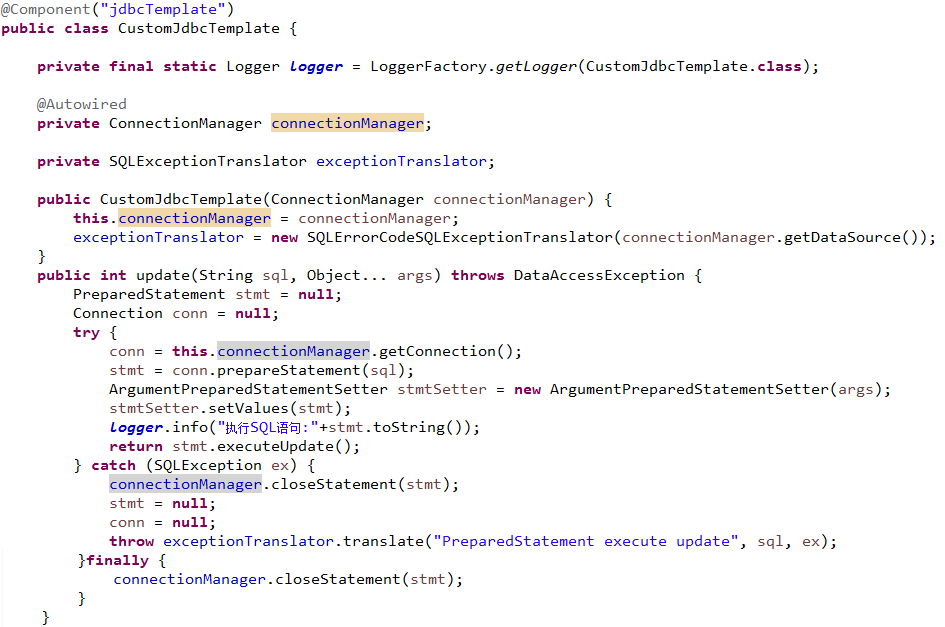 @Component("jdbcTemplate")
public class CustomJdbcTemplate {
private final static Logger logger = LoggerFactory.getLogger(CustomJdbcTemplate.class);
@Autowired
private ConnectionManager connectionManager;
private SQLExceptionTranslator exceptionTranslator;
public CustomJdbcTemplate(ConnectionManager connectionManager) {
this.connectionManager = connectionManager;
exceptionTranslator = new SQLErrorCodeSQLExceptionTranslator(connectionManager.getDataSource());
}
public int update(String sql, Object... args) throws DataAccessException {
PreparedStatement stmt = null;
Connection conn = null;
try {
conn = this.connectionManager.getConnection();
stmt = conn.prepareStatement(sql);
ArgumentPreparedStatementSetter stmtSetter = new ArgumentPreparedStatementSetter(args);
stmtSetter.setValues(stmt);
logger.info("执行SQL语句:"+stmt.toString());
return stmt.executeUpdate();
} catch (SQLException ex) {
connectionManager.closeStatement(stmt);
stmt = null;
conn = null;
throw exceptionTranslator.translate("PreparedStatement execute update", sql, ex);
}finally {
connectionManager.closeStatement(stmt);
}
}